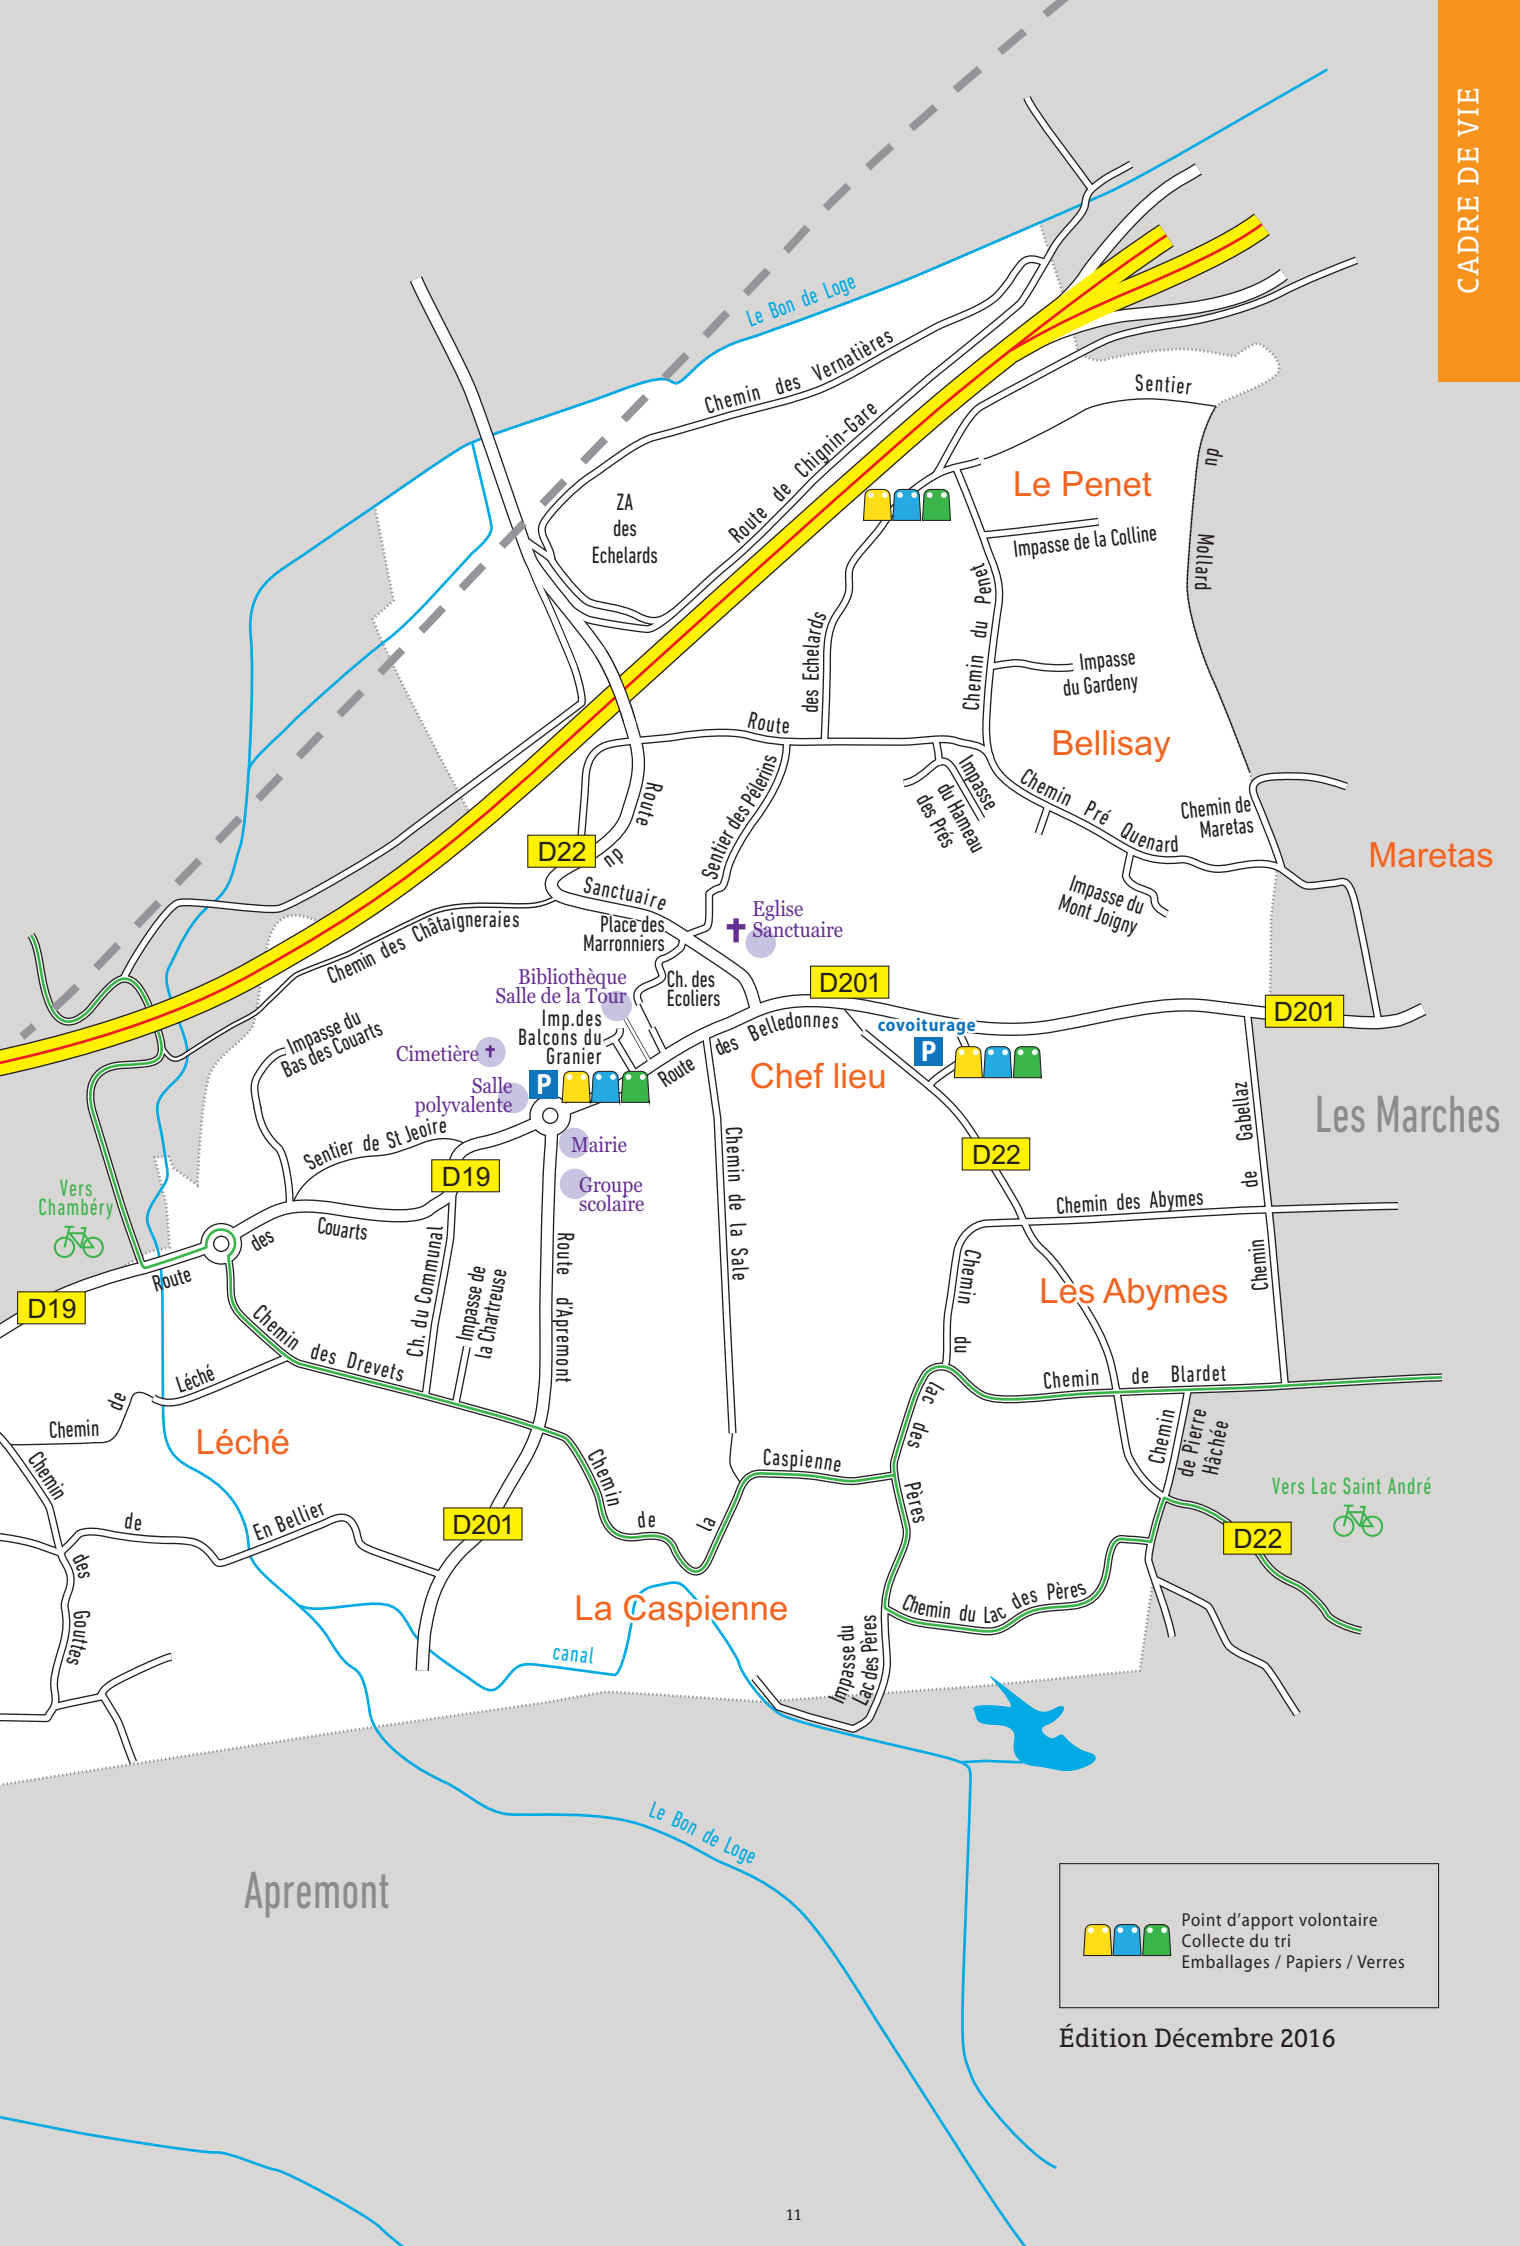 CADRE DE VIE
Le Bon de Loge
Chemin des Vernatières
Route de Chignin-Gare
ZA
des
Echelards
Sentier
du
Mollard
Le Penet
Impasse de la Colline
Chemin du Penet
des Echelards
Route
Impasse
du Gardeny
Bellisay
Impasse
du Hameau
des Prés
Chemin Pré Quenard
Chemin de
Maretas
Maretas
Impasse du
Mont Joigny
Sentier des Pélerins
Route
du
Sanctuaire
D22
Chemin des Châtaigneraies
Place des
Marronniers
Eglise
Sanctuaire
Bibliothèque
Salle de la Tour
Ch. des
Ecoliers
D201
D201
Imp.des
Balcons du
Granier
Route des Belledonnes
covoiturage
P
Impasse du
Bas des Couarts
Cimetière
Salle
polyvalente
P
Chef lieu
Les Marches
Mairie
Groupe
scolaire
Sentier de St Jeoire
D19
D22
Chemin de la Sale
Chemin de Gabellaz
Chemin des Abymes
Vers
Chambéry
Route des Couarts
D19
Ch. du Communal
Impasse de
la Chartreuse
Route d'Apremont
Chemin du lac des Pères
Les Abymes
Chemin des Drevets
Chemin de Léché
Léché
Chemin de Blardet
Chemin
de Pierre
Hâchée
Chemin de la Caspienne
Chemin des Gouttes
de En Bellier
D201
Vers Lac Saint André
D22
La Caspienne
canal
Chemin du Lac des Pères
Impasse du
Lac des Pères
Le Bon de Loge
Apremont
Point d’apport volontaire
Collecte du tri
Emballages / Papiers / Verres
Édition Décembre 2016
11